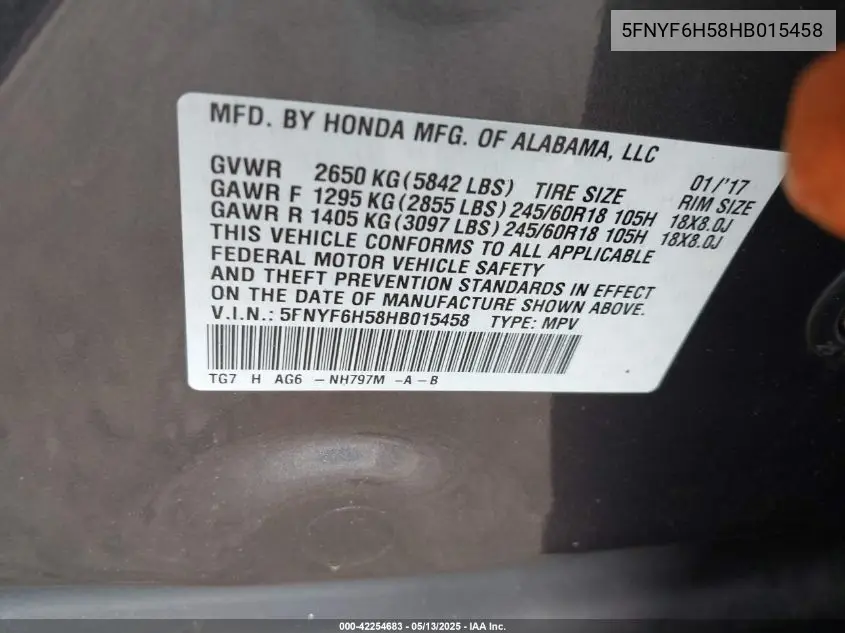 5FNYF6H58HB015458
MFD. BY HONDA MFG. OF ALABAMA, LLC
GVWR 2650 KG (5842 LBS) TIRE SIZE 01/'17
RIM SIZE
GAWR F 1295 KG (2855 LBS) 245/60R18 105H 18X8.0J
GAWR R 1405 KG (3097 LBS) 245/60R18 105H 18X8.0J
THIS VEHICLE CONFORMS TO ALL APPLICABLE
FEDERAL MOTOR VEHICLE SAFETY
AND THEFT PREVENTION STANDARDS IN EFFECT
ON THE DATE OF MANUFACTURE SHOWN ABOVE.
V.I.N.: 5FNYF6H58HB015458 TYPE: MPV
TG7 H AG6 – NH797M – A – B
000-42254683 - 05/13/2025 - IAA Inc.